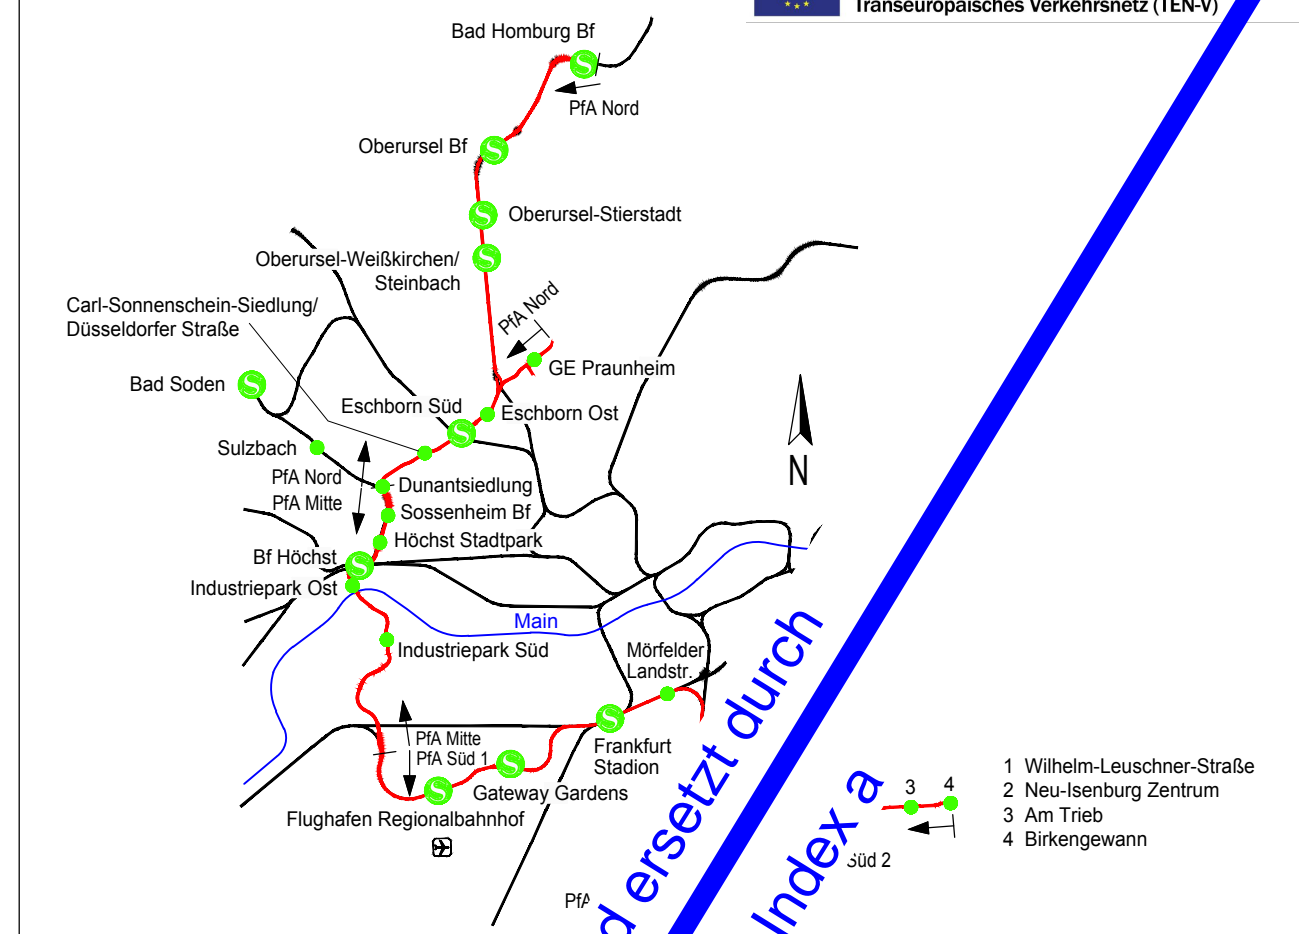 Transeuropäisches Verkehrsnetz (TEN-V)
Bad Homburg Bf
PfA Nord
Oberursel Bf
Oberursel-Stierstadt
Oberursel-Weißkirchen/
Steinbach
Carl-Sonnenschein-Siedlung/
Düsseldorfer Straße
PfA Nord
GE Praunheim
Bad Soden
Eschborn Süd
Eschborn Ost
Sulzbach
PfA Nord
PfA Mitte
Dunantsiedlung
Sossenheim Bf
Höchst Stadtpark
N
Bf Höchst
Industriepark Ost
Main
Industriepark Süd
Mörfelder
Landstr.
PfA Mitte
PfA Süd 1
Frankfurt
Stadion
Gateway Gardens
Flughafen Regionalbahnhof
ersetzt durch
Index a
3 4
Süd 2
PfA
1 Wilhelm-Leuschner-Straße
2 Neu-Isenburg Zentrum
3 Am Trieb
4 Birkengewann